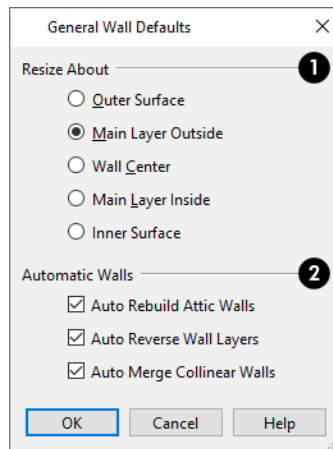 General Wall Defaults
Resize About 1
Outer Surface
Main Layer Outside
Wall Center
Main Layer Inside
Inner Surface
Automatic Walls 2
Auto Rebuild Attic Walls
Auto Reverse Wall Layers
Auto Merge Collinear Walls
OK Cancel Help